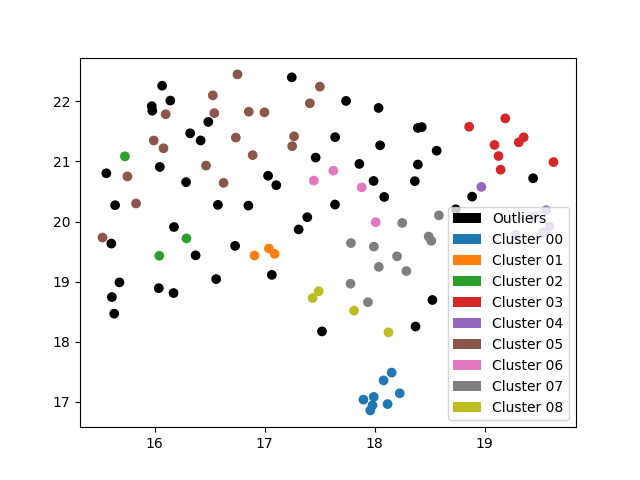 22
21
20
19
18
17
16 17 18 19
Outliers
Cluster 00
Cluster 01
Cluster 02
Cluster 03
Cluster 04
Cluster 05
Cluster 06
Cluster 07
Cluster 08